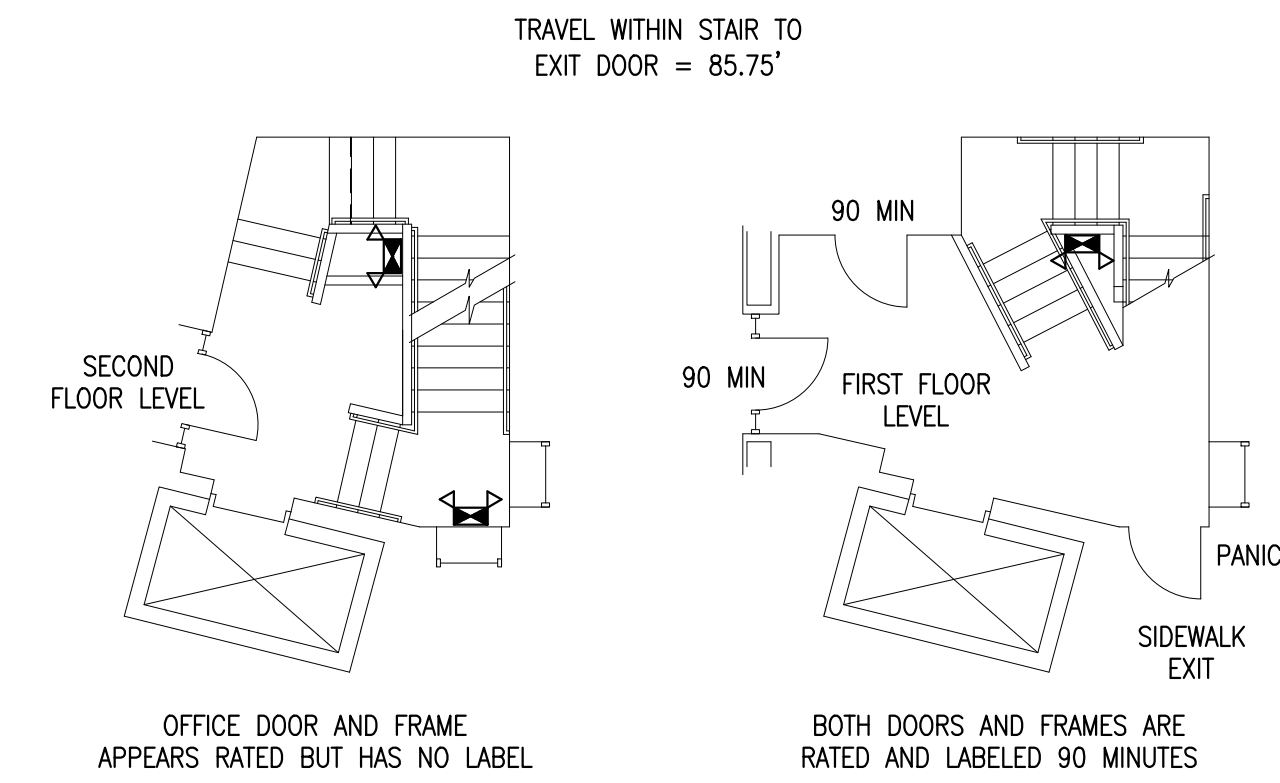 TRAVEL WITHIN STAIR TO
EXIT DOOR = 85.75'
90 MIN
SECOND
FLOOR LEVEL
90 MIN
FIRST FLOOR
LEVEL
PANIC
SIDEWALK
EXIT
OFFICE DOOR AND FRAME
APPEARS RATED BUT HAS NO LABEL
BOTH DOORS AND FRAMES ARE
RATED AND LABELED 90 MINUTES